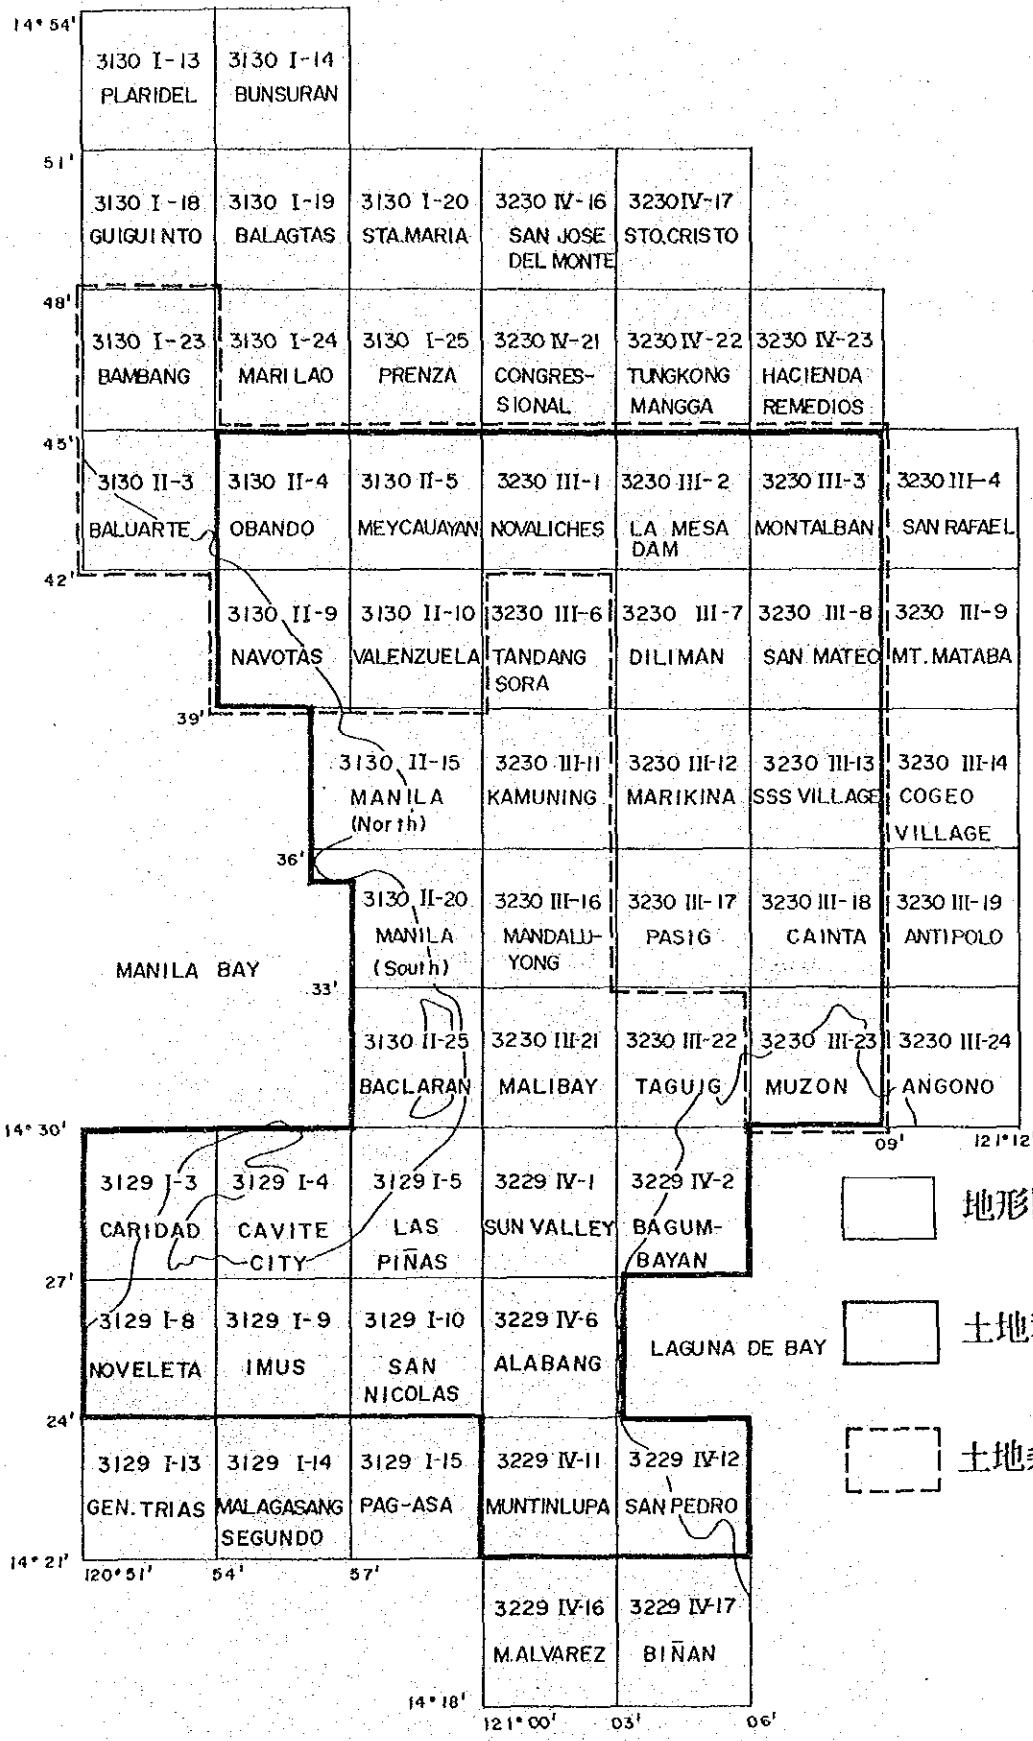 14° 54'
3130 I-13 3130 I-14
PLARIDEL BUNSURAN
51'
3130 I-18 3130 I-19 3130 I-20 3230 IV-16 3230 IV-17
GUIGUINTO BALAGTAS STA.MARIA SAN JOSE STO.CRISTO
DEL MONTE
48'
3130 I-23 3130 I-24 3130 I-25 3230 IV-21 3230 IV-22 3230 IV-23
BAMBANG MARILAO PRENZA CONGRES- TUNGKONG HACIENDA
SIONAL MANGGA REMEDIOS
45'
3130 II-3 3130 II-4 3130 II-5 3230 III-1 3230 III-2 3230 III-3 3230 III-4
BALUARTE OBANDO MEYCAUAYAN NOVALICHES LA MESA MONTALBAN SAN RAFAEL
DAM
42'
3130 II-9 3130 II-10 3230 III-6 3230 III-7 3230 III-8 3230 III-9
NAVOTAS VALENZUELA TANDANG DILIMAN SAN MATEO MT. MATABA
SORA
39'
3130 II-15 3230 III-11 3230 III-12 3230 III-13 3230 III-14
MANILA KAMUNING MARIKINA SSS VILLAGE COGEO
(North) VILLAGE
36'
3130 II-20 3230 III-16 3230 III-17 3230 III-18 3230 III-19
MANILA MANDALU- PASIG CAINTA ANTIPOLO
(South) YONG
MANILA BAY
33'
3130 II-25 3230 III-21 3230 III-22 3230 III-23 3230 III-24
BACLARAN MALIBAY TAGUIG MUZON ANGONO
14° 30' 09' 121° 12'
3129 I-3 3129 I-4 3129 I-5 3229 IV-1 3229 IV-2
CARIDAD CAVITE LAS SUN VALLEY BAGUM-
CITY PIÑAS BAYAN
地形
27'
3129 I-8 3129 I-9 3129 I-10 3229 IV-6
NOVELETA IMUS SAN ALABANG LAGUNA DE BAY
NICOLAS
土地
24'
3129 I-13 3129 I-14 3129 I-15 3229 IV-11 3229 IV-12
GEN. TRIAS MALAGASANG PAG-ASA MUNTINLUPA SAN PEDRO
SEGUNDO
土地
14° 21'
120° 51' 54' 57'
3229 IV-16 3229 IV-17
M.ALVAREZ BIÑAN
14° 18'
121° 00' 03' 06'